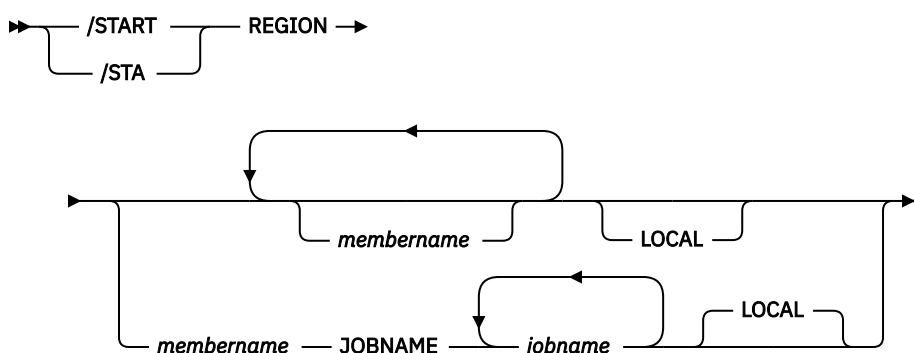 /START REGION
/STA
membername LOCAL
LOCAL
membername JOBNAME jobname